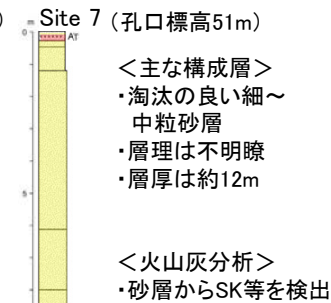 )
m Site 7 (孔口標高51m)
0
AT
＜主な構成層＞
・淘汰の良い細～
中粒砂層
・層理は不明瞭
・層厚は約12m
5
＜火山灰分析＞
・砂層からSK等を検出